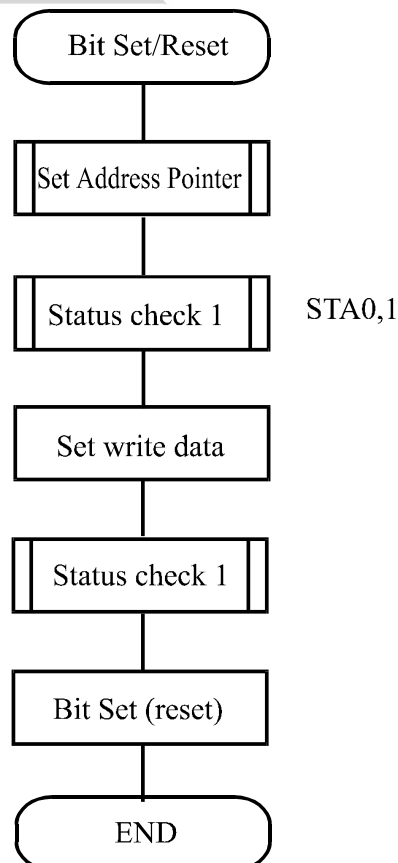 Bit Set/Reset
Set Address Pointer
Status check 1
STA0,1
Set write data
Status check 1
Bit Set (reset)
END